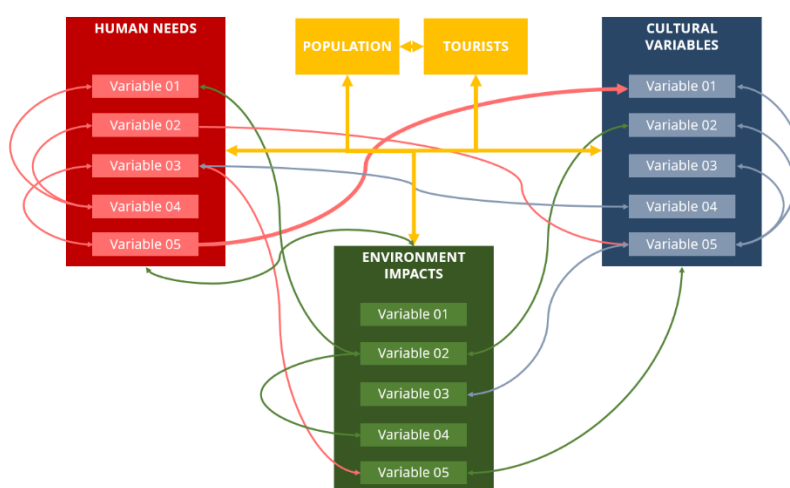 HUMAN NEEDS
Variable 01
Variable 02
Variable 03
Variable 04
Variable 05
POPULATION
TOURISTS
CULTURAL
VARIABLES
Variable 01
Variable 02
Variable 03
Variable 04
Variable 05
ENVIRONMENT
IMPACTS
Variable 01
Variable 02
Variable 03
Variable 04
Variable 05